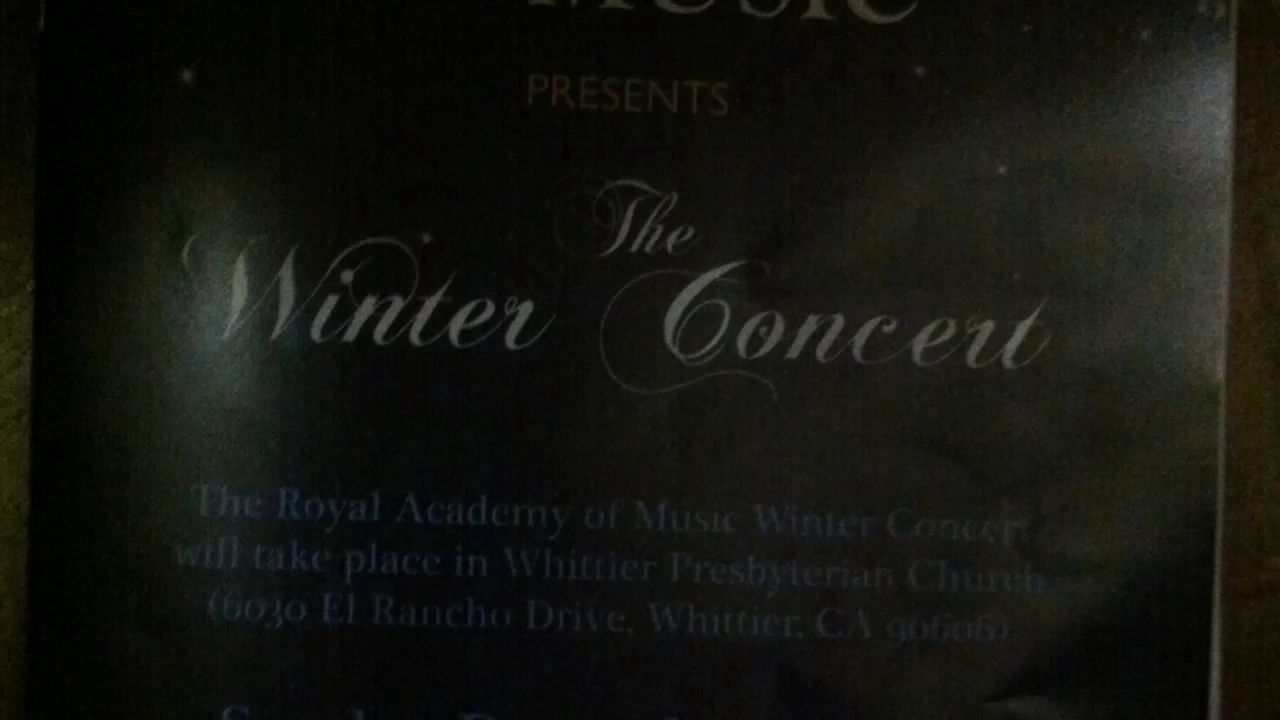 MUSIC
PRESENTS
The
Winter Concert
The Royal Academy of Music Winter Concert
will take place in Whittier Presbyterian Church
(6030 El Rancho Drive, Whittier, CA 90606).